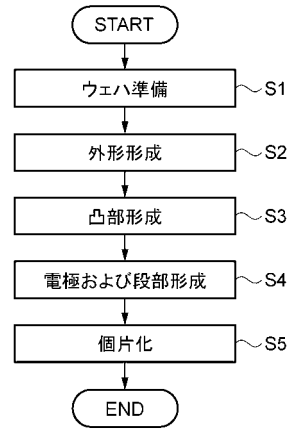 START
ウェハ準備
S1
外形形成
S2
凸部形成
S3
電極および段部形成
S4
個片化
S5
END